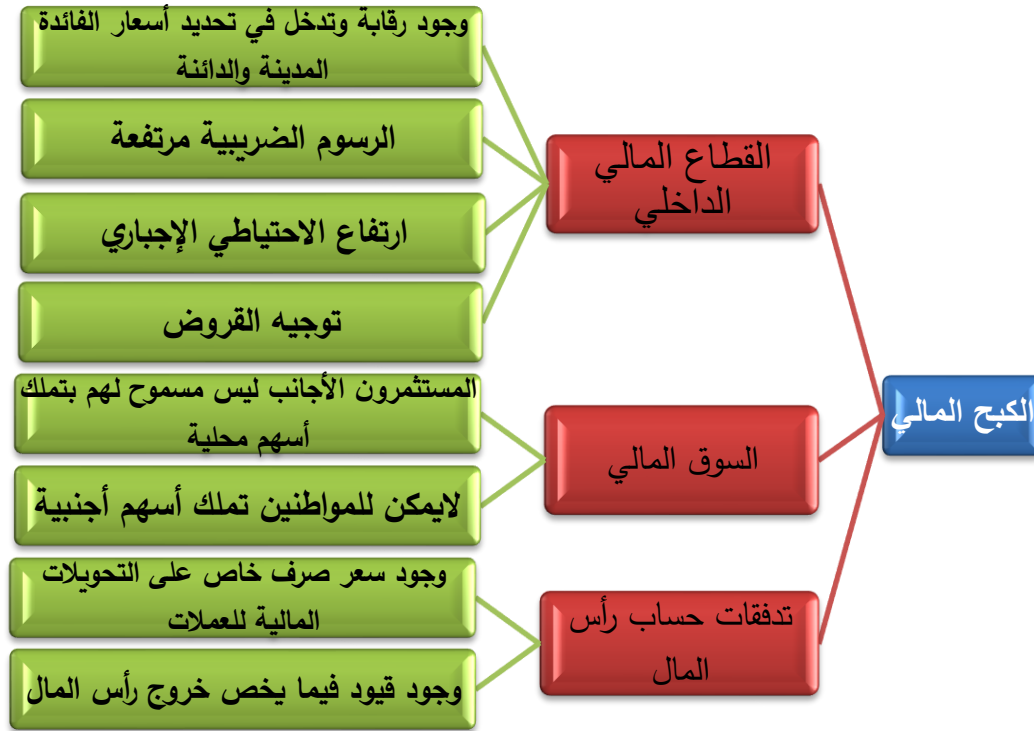 الكبح المالي
القطاع المالي
الداخلي
وجود رقابة وتدخل في تحديد أسعار الفائدة
المدينة والدائنة
الرسوم الضريبية مرتفعة
ارتفاع الاحتياطي الإجباري
توجيه القروض
السوق المالي
المستثمرون الأجانب ليس مسموح لهم بتملك
أسهم محلية
لايمكن للمواطنين تملك أسهم أجنبية
تدفقات حساب رأس
المال
وجود سعر صرف خاص على التحويلات
المالية للعملات
وجود قيود فيما يخص خروج رأس المال